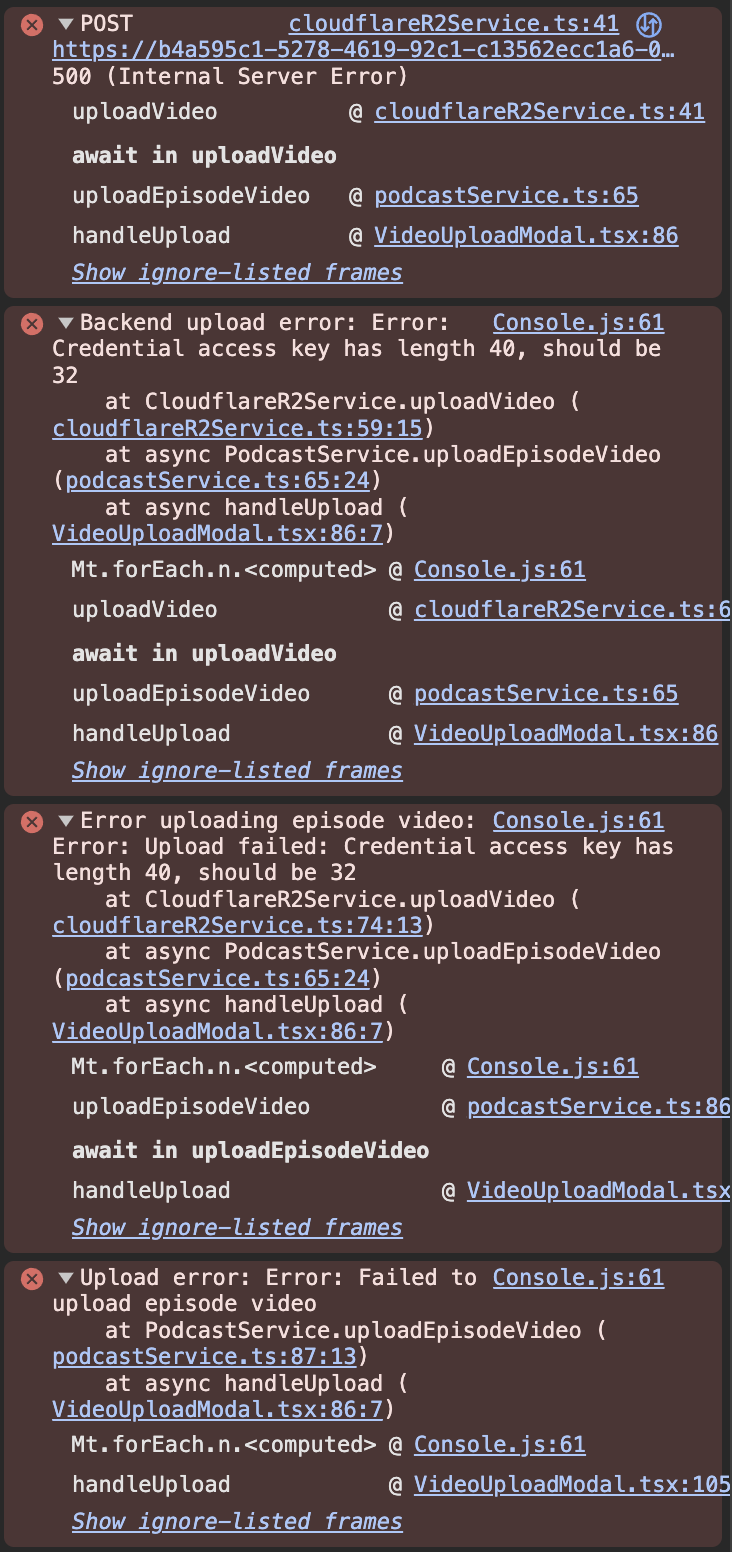 ▼POST cloudflareR2Service.ts:41
https://b4a595c1-5278-4619-92c1-c13562ecc1a6-0…
500 (Internal Server Error)
uploadVideo @ cloudflareR2Service.ts:41
await in uploadVideo
uploadEpisodeVideo @ podcastService.ts:65
handleUpload @ VideoUploadModal.tsx:86
Show ignore-listed frames
▼Backend upload error: Error: Console.js:61
Credential access key has length 40, should be
32
at CloudflareR2Service.uploadVideo (
cloudflareR2Service.ts:59:15)
at async PodcastService.uploadEpisodeVideo
(podcastService.ts:65:24)
at async handleUpload (
VideoUploadModal.tsx:86:7)
Mt.forEach.n.<computed> @ Console.js:61
uploadVideo @ cloudflareR2Service.ts:6
await in uploadVideo
uploadEpisodeVideo @ podcastService.ts:65
handleUpload @ VideoUploadModal.tsx:86
Show ignore-listed frames
▼Error uploading episode video: Console.js:61
Error: Upload failed: Credential access key has
length 40, should be 32
at CloudflareR2Service.uploadVideo (
cloudflareR2Service.ts:74:13)
at async PodcastService.uploadEpisodeVideo
(podcastService.ts:65:24)
at async handleUpload (
VideoUploadModal.tsx:86:7)
Mt.forEach.n.<computed> @ Console.js:61
uploadEpisodeVideo @ podcastService.ts:86
await in uploadEpisodeVideo
handleUpload @ VideoUploadModal.tsx
Show ignore-listed frames
▼Upload error: Error: Failed to Console.js:61
upload episode video
at PodcastService.uploadEpisodeVideo (
podcastService.ts:87:13)
at async handleUpload (
VideoUploadModal.tsx:86:7)
Mt.forEach.n.<computed> @ Console.js:61
handleUpload @ VideoUploadModal.tsx:105
Show ignore-listed frames